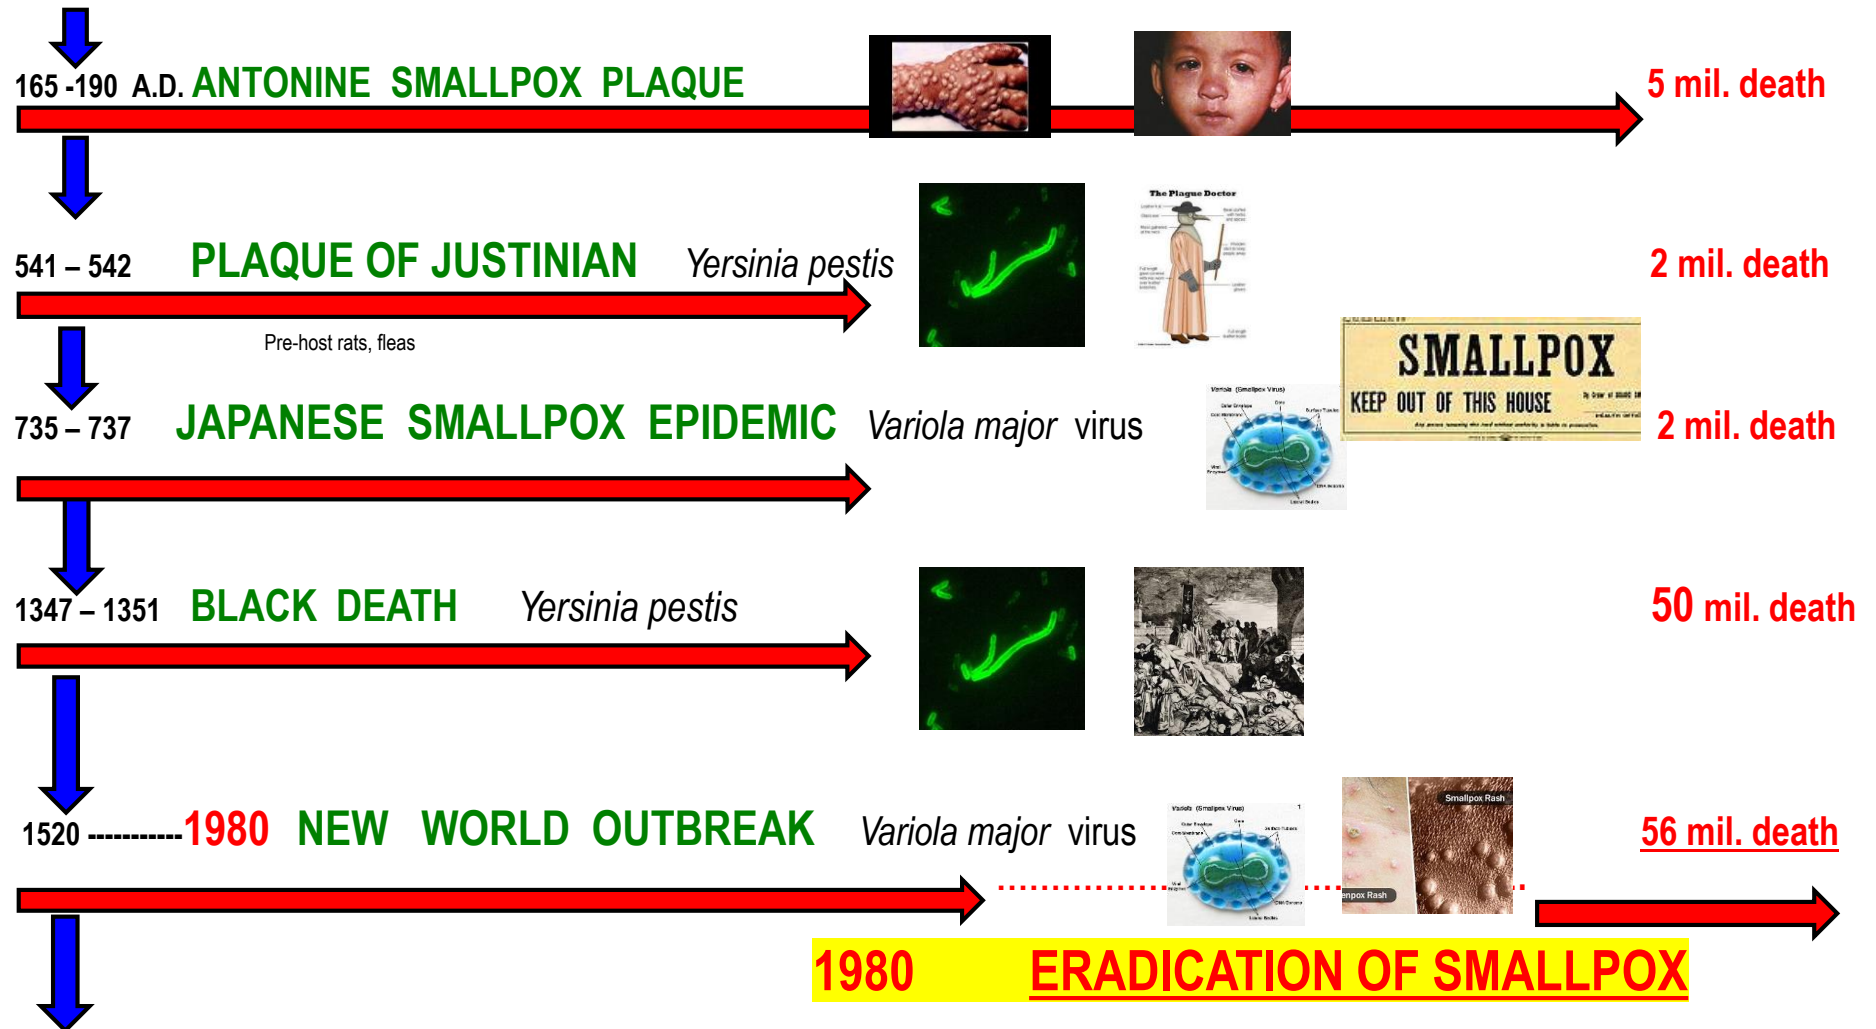 165 -190 A.D. ANTONINE SMALLPOX PLAQUE 5 mil. death
The Plague Doctor
541 – 542 PLAQUE OF JUSTINIAN Yersinia pestis 2 mil. death
Pre-host rats, fleas
SMALLPOX
KEEP OUT OF THIS HOUSE
Variola (Smallpox Virus)
735 – 737 JAPANESE SMALLPOX EPIDEMIC Variola major virus 2 mil. death
1347 – 1351 BLACK DEATH Yersinia pestis 50 mil. death
Smallpox Rash
Variola (Smallpox Virus)
1520 -----------1980 NEW WORLD OUTBREAK Variola major virus 56 mil. death
enpox Rash
1980 ERADICATION OF SMALLPOX